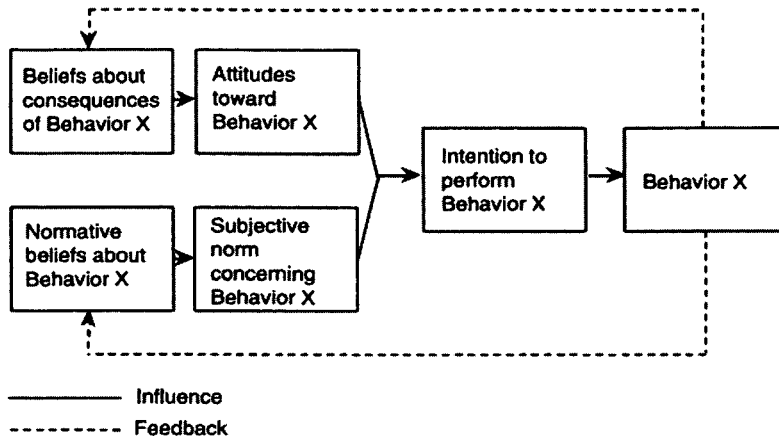 Beliefs about
consequences
of Behavior X
Attitudes
toward
Behavior X
Intention to
perform
Behavior X
Behavior X
Normative
beliefs about
Behavior X
Subjective
norm
concerning
Behavior X
Influence
Feedback